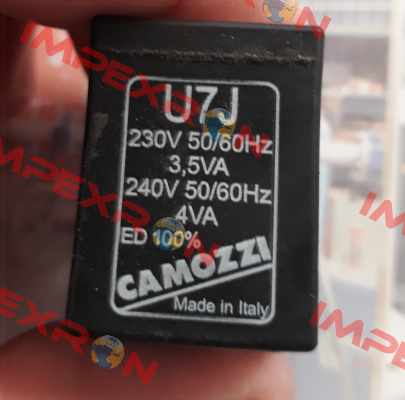 U7J
230V 50/60Hz
3,5VA
240V 50/60Hz
4VA
ED 100%
CAMOZZI
Made in Italy
IMPEXRON
IMPEXRON
IMPEXRON
IMPEXRON
IMPEXRON